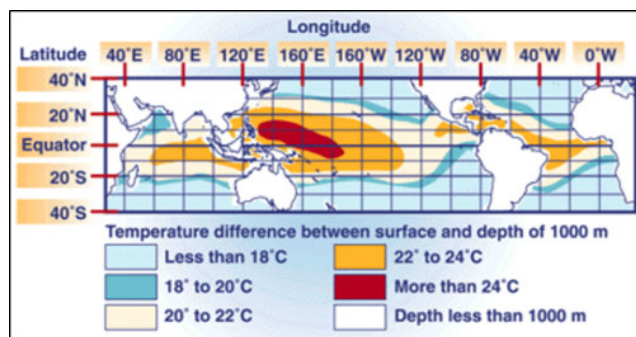 Longitude
Latitude 40°E 80°E 120°E 160°E 160°W 120°W 80°W 40°W 0°W
40°N
20°N
Equator
20°S
40°S
Temperature difference between surface and depth of 1000 m
Less than 18°C 22° to 24°C
18° to 20°C More than 24°C
20° to 22°C Depth less than 1000 m